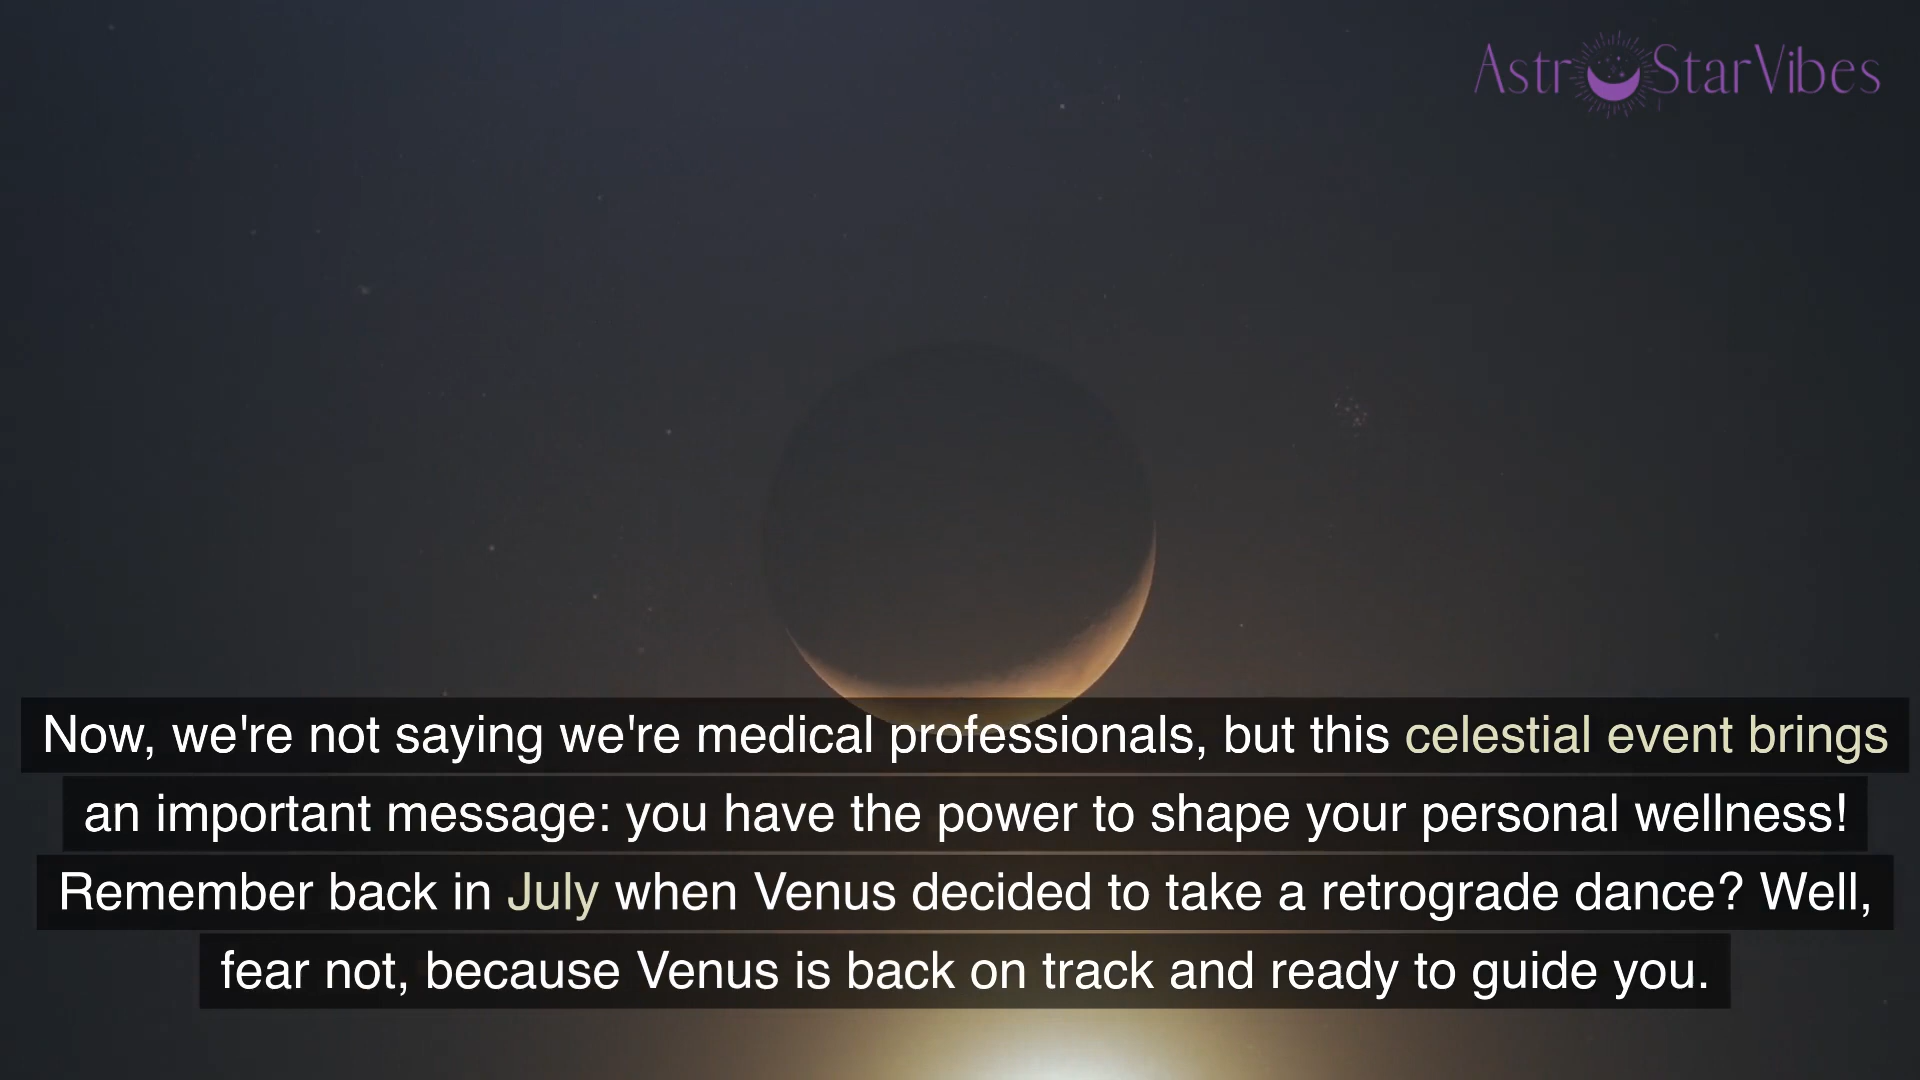 AstroStarVibes
Now, we're not saying we're medical professionals, but this celestial event brings
an important message: you have the power to shape your personal wellness!
Remember back in July when Venus decided to take a retrograde dance? Well,
fear not, because Venus is back on track and ready to guide you.